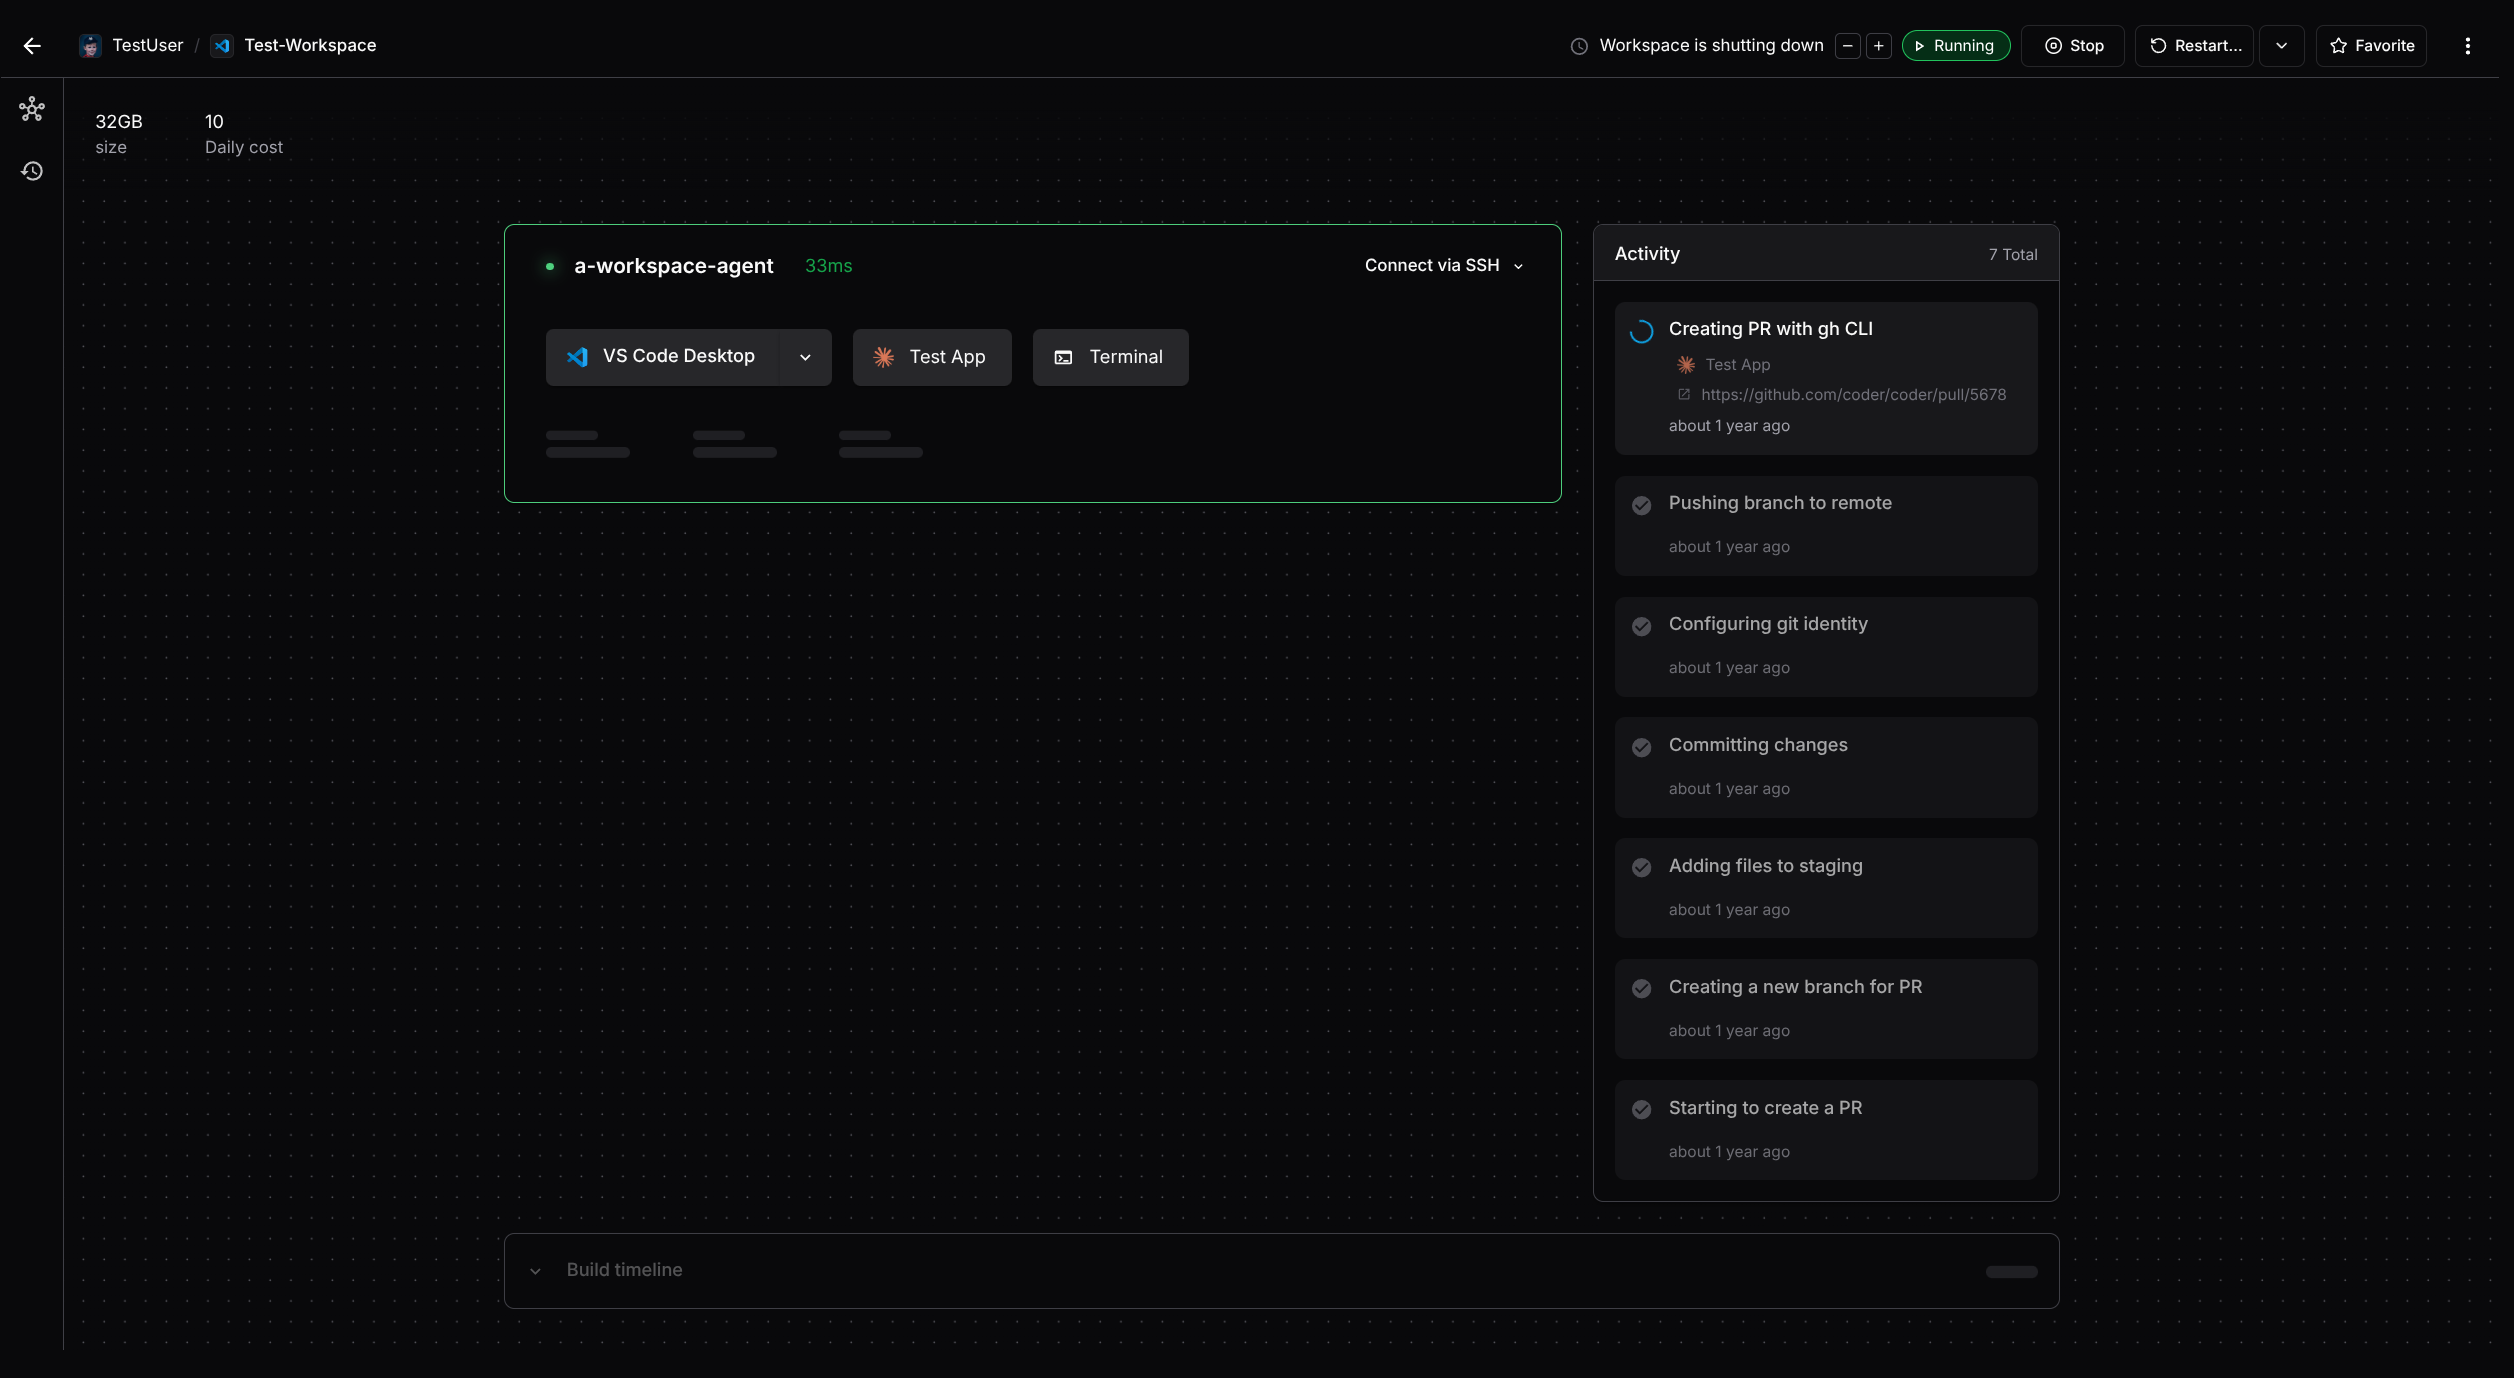 TestUser / Test-Workspace
Workspace is shutting down
Running
Stop
Restart...
Favorite
32GB
size
10
Daily cost
a-workspace-agent 33ms
Connect via SSH
VS Code Desktop
Test App
Terminal
Activity
7 Total
Creating PR with gh CLI
Test App
https://github.com/coder/coder/pull/5678
about 1 year ago
Pushing branch to remote
about 1 year ago
Configuring git identity
about 1 year ago
Committing changes
about 1 year ago
Adding files to staging
about 1 year ago
Creating a new branch for PR
about 1 year ago
Starting to create a PR
about 1 year ago
Build timeline